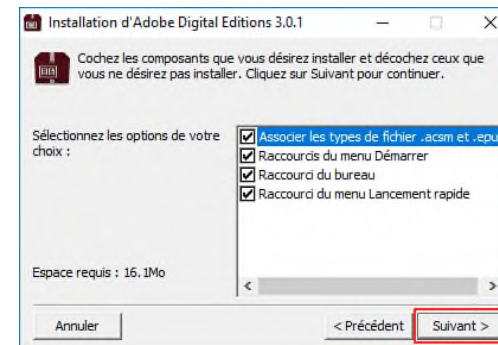 Installation d'Adobe Digital Editions 3.0.1
Cochez les composants que vous désirez installer et décochez ceux que
vous ne désirez pas installer. Cliquez sur Suivant pour continuer.
Sélectionnez les options de votre
choix :
Associer les types de fichier .acsm et .epu
Raccourcis du menu Démarrer
Raccourci du bureau
Raccourci du menu Lancement rapide
Espace requis : 16.1Mo
Annuler
< Précédent
Suivant >